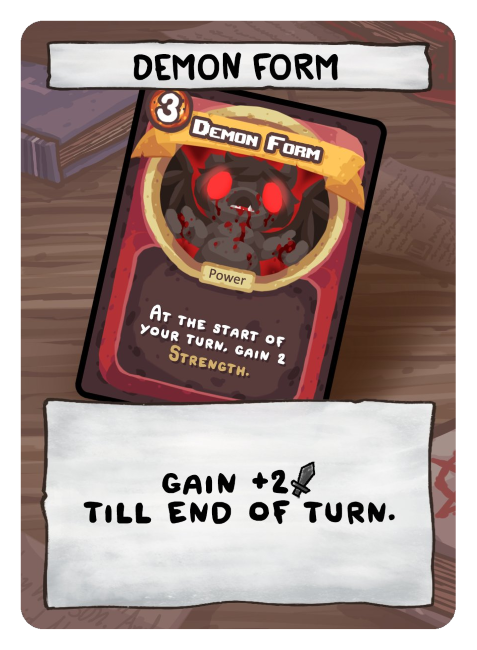 DEMON FORM
3
DEMON FORM
Power
AT THE START OF
YOUR TURN, GAIN 2
STRENGTH.
GAIN +2
TILL END OF TURN.